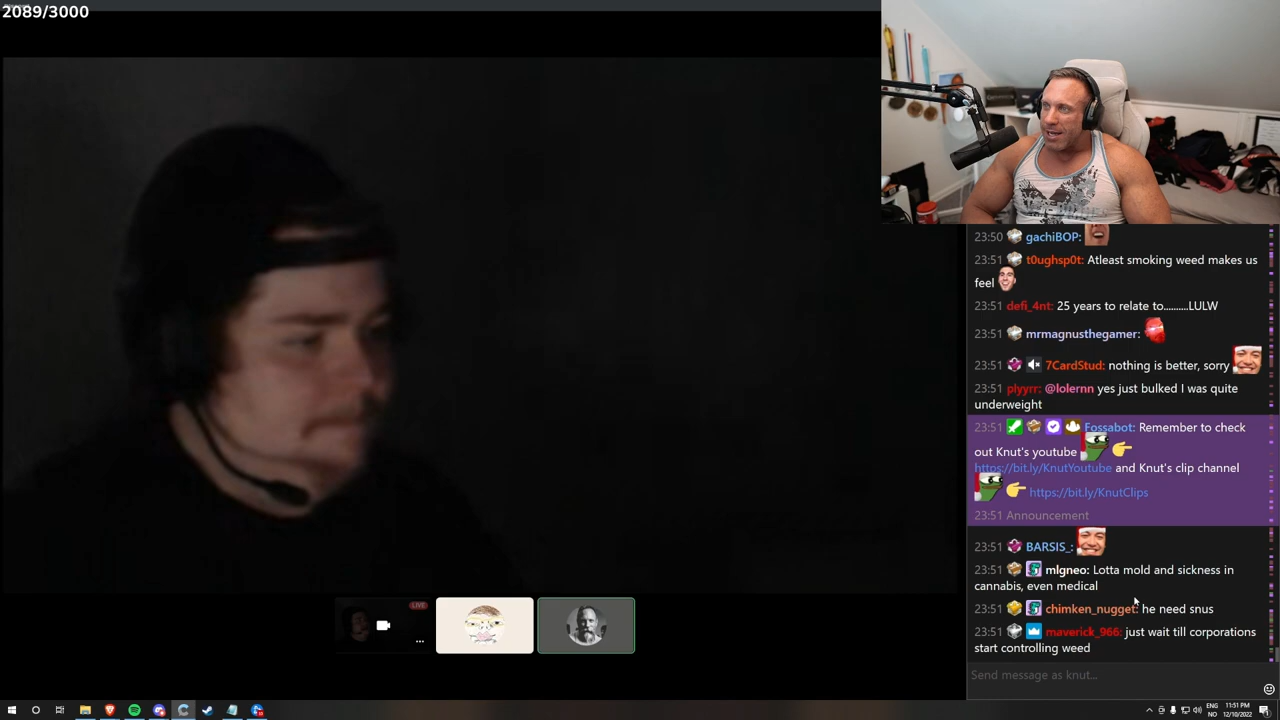 2089/3000
LIVE
23:50 gachiBOP:
23:51 t0ughsp0t: Atleast smoking weed makes us
feel
23:51 defi_4nt: 25 years to relate to..........LULW
23:51 mrmagnusthegamer:
23:51 7CardStud: nothing is better, sorry
23:51 plyyrr: @lolernn yes just bulked I was quite
underweight
23:51 Fossabot: Remember to check
out Knut's youtube
https://bit.ly/KnutYoutube and Knut's clip channel
https://bit.ly/KnutClips
23:51 Announcement
23:51 BARSIS_:
23:51 mlgneo: Lotta mold and sickness in
cannabis, even medical
23:51 chimken_nugget: he need snus
23:51 maverick_966: just wait till corporations
start controlling weed
Send message as knut...
ENG 11:51 PM
NO 12/10/2022